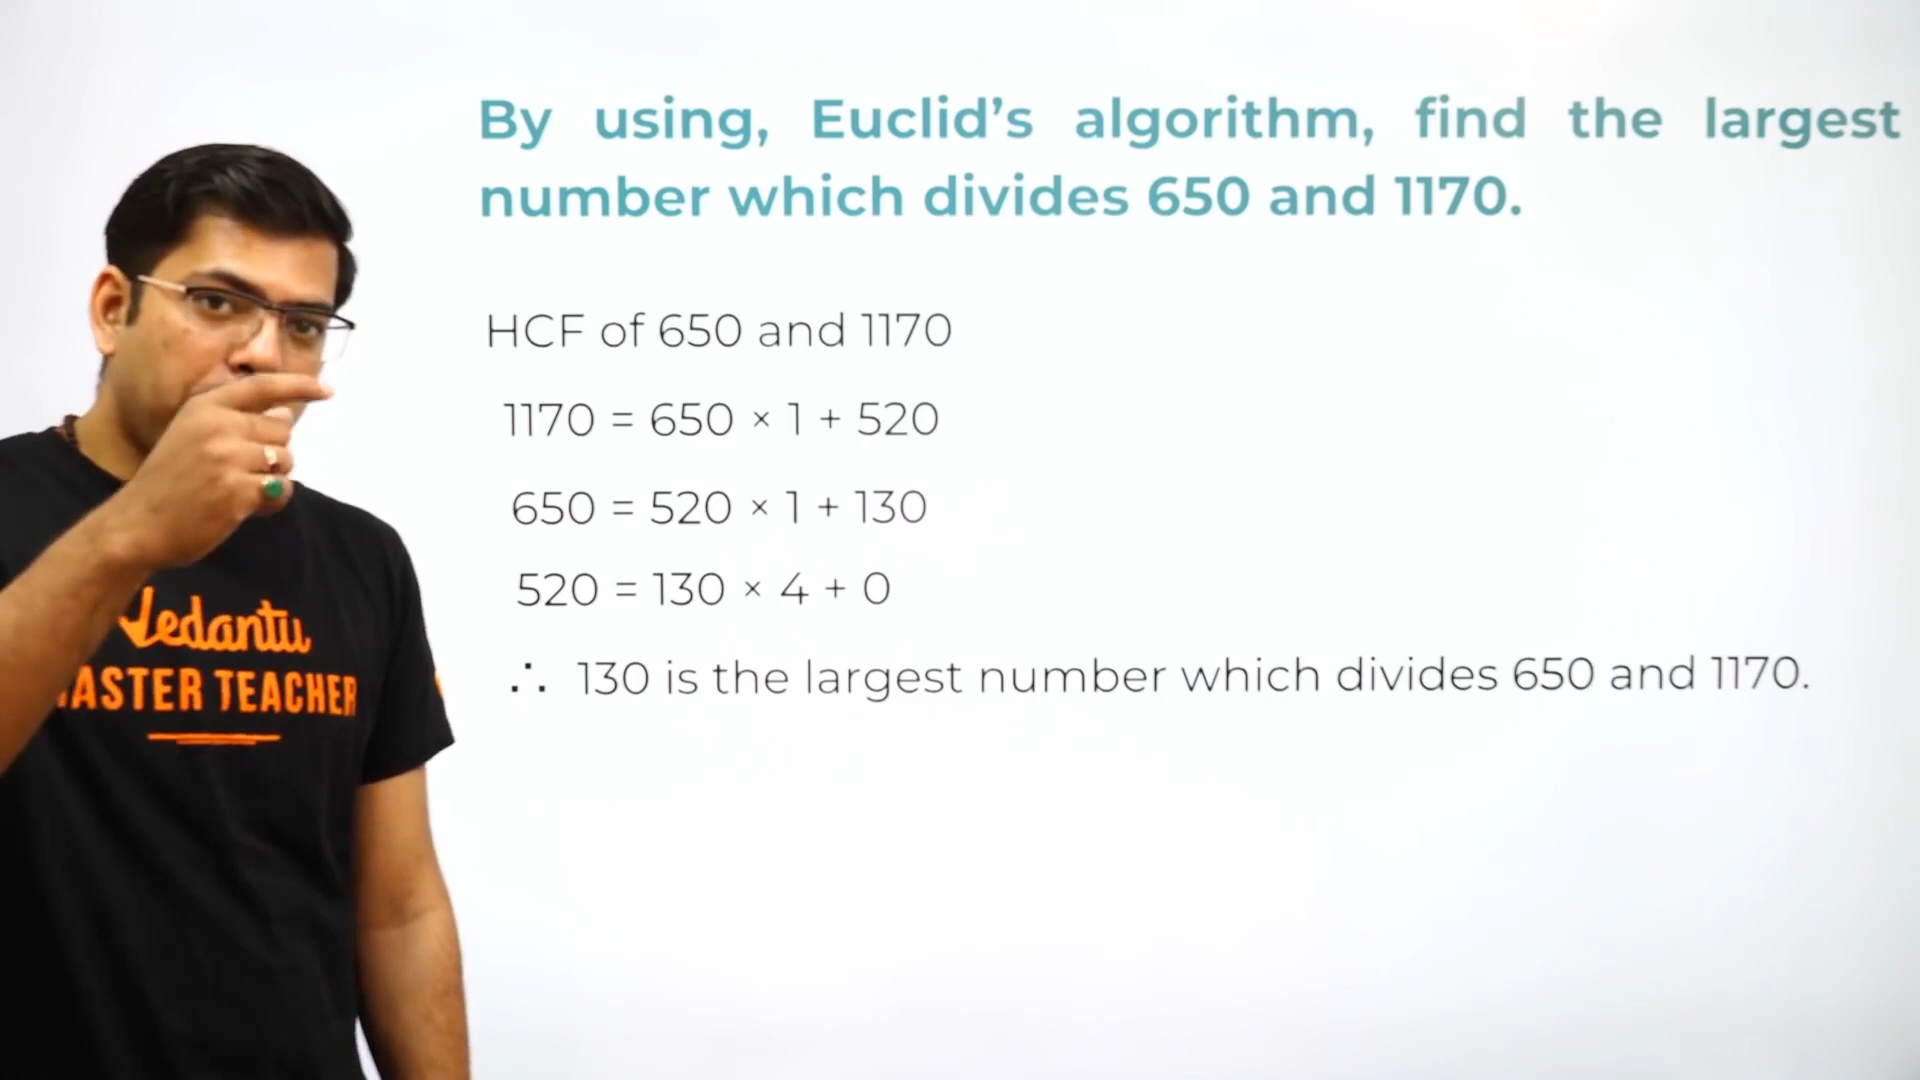 By using, Euclid’s algorithm, find the largest
number which divides 650 and 1170.
HCF of 650 and 1170
1170 = 650 × 1 + 520
650 = 520 × 1 + 130
520 = 130 × 4 + 0
∴ 130 is the largest number which divides 650 and 1170.
Vedantu
MASTER TEACHER